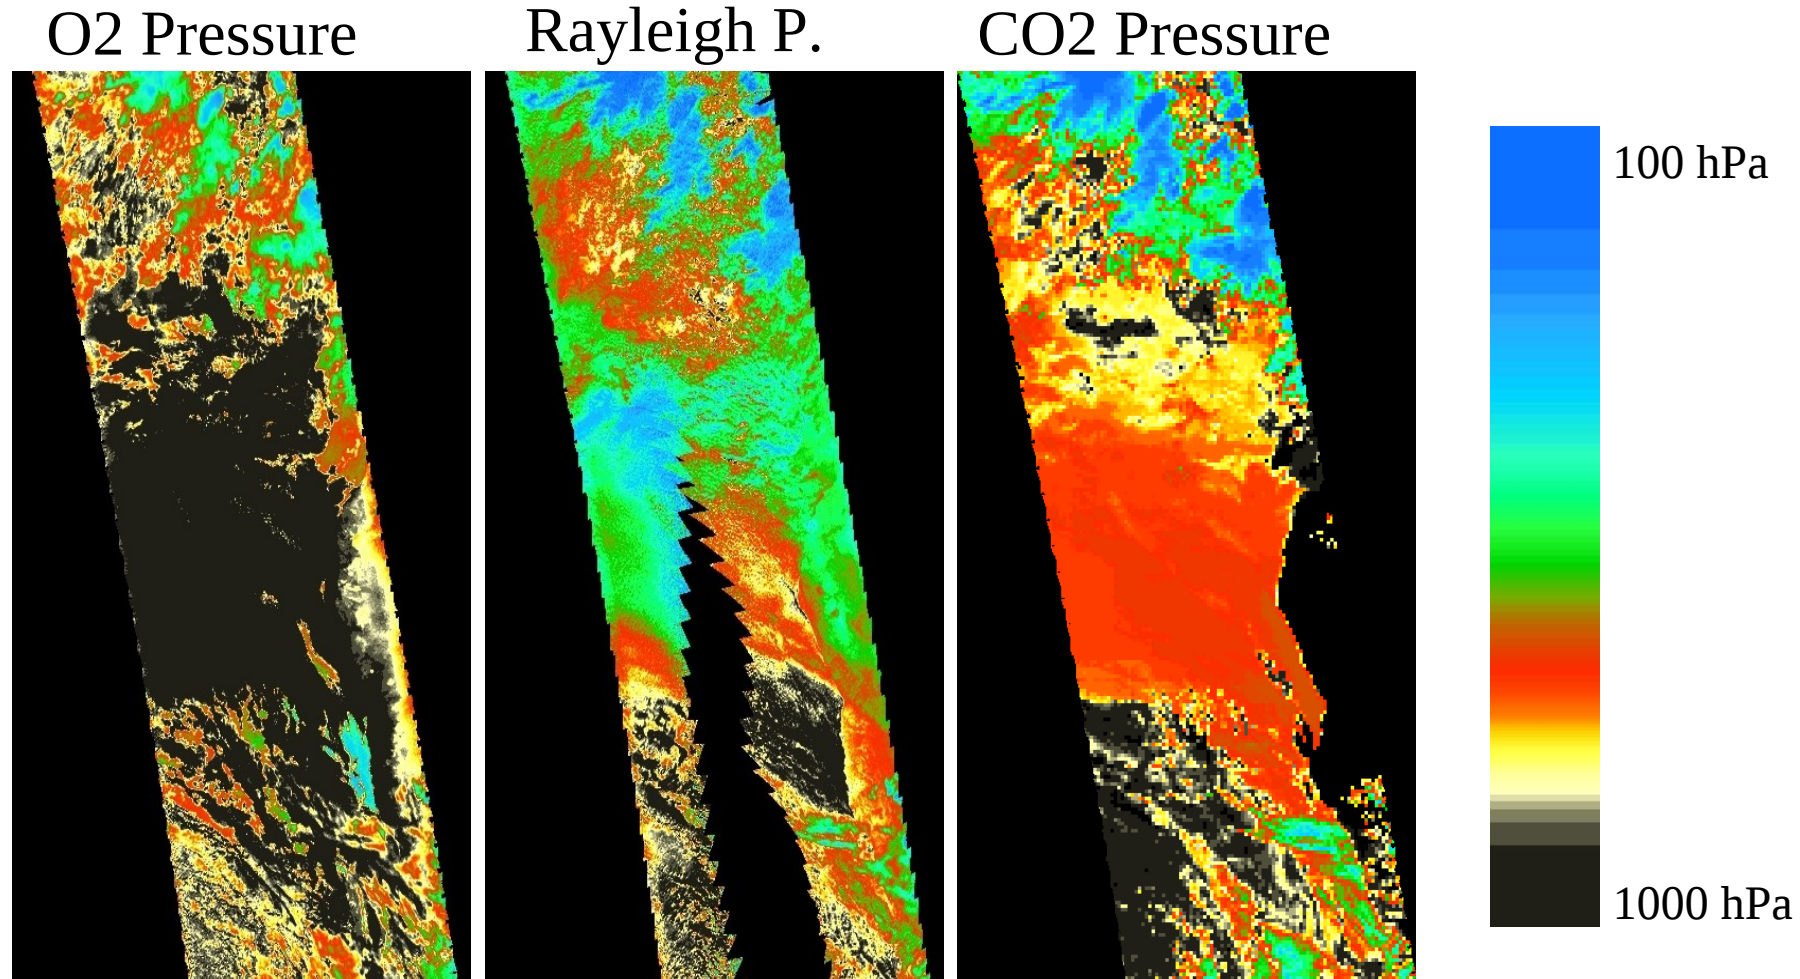 O2 Pressure
Rayleigh P.
CO2 Pressure
100 hPa
1000 hPa